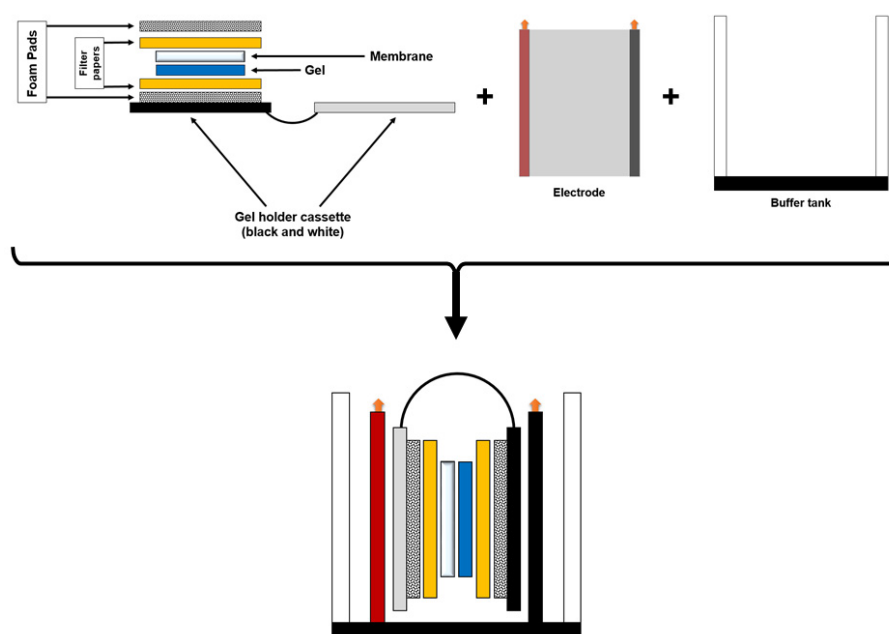 Foam Pads
Filter
papers
Membrane
Gel
Gel holder cassette
(black and white)
+
Electrode
+
Buffer tank